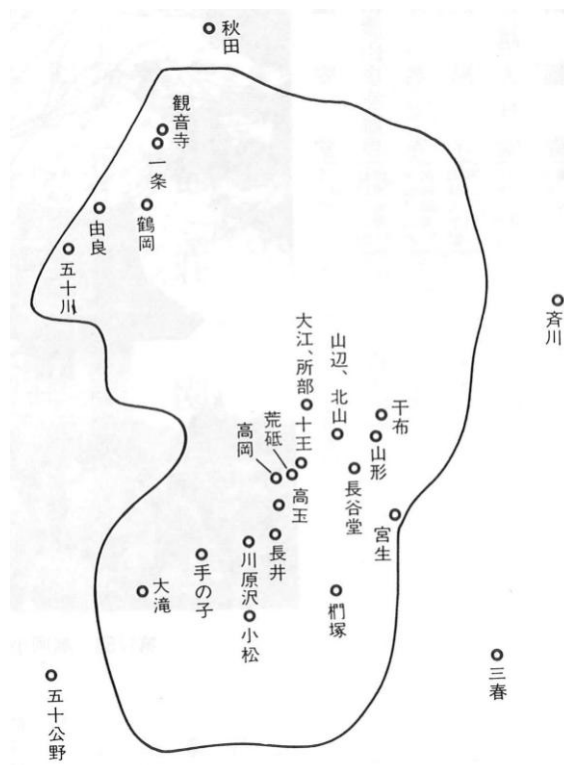 秋田
観音寺
一条
鶴岡
由良
五十川
斉川
大江、所部
山辺、北山
干布
十王
荒砥
高岡
山形
長谷堂
高玉
宮生
長井
川原沢
手の子
大滝
小松
椚塚
三春
五十公野